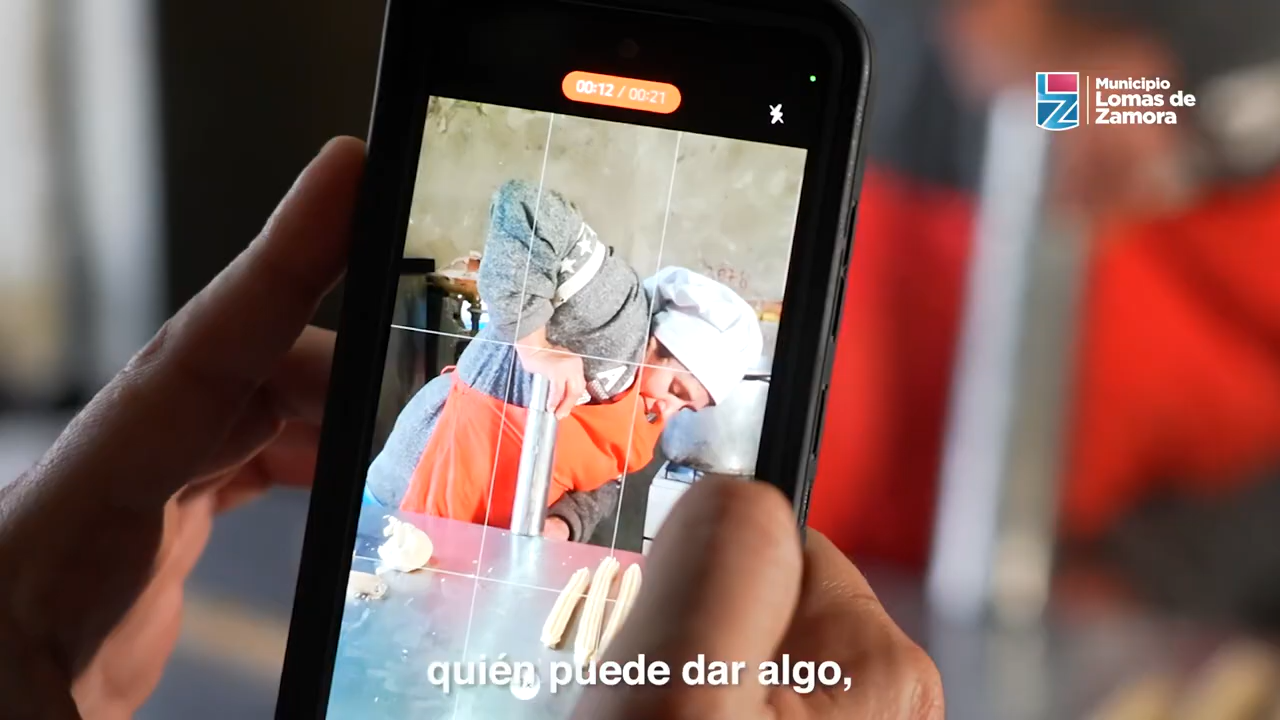 00:12 / 00:21
Municipio
Lomas de
Zamora
quién puede dar algo,